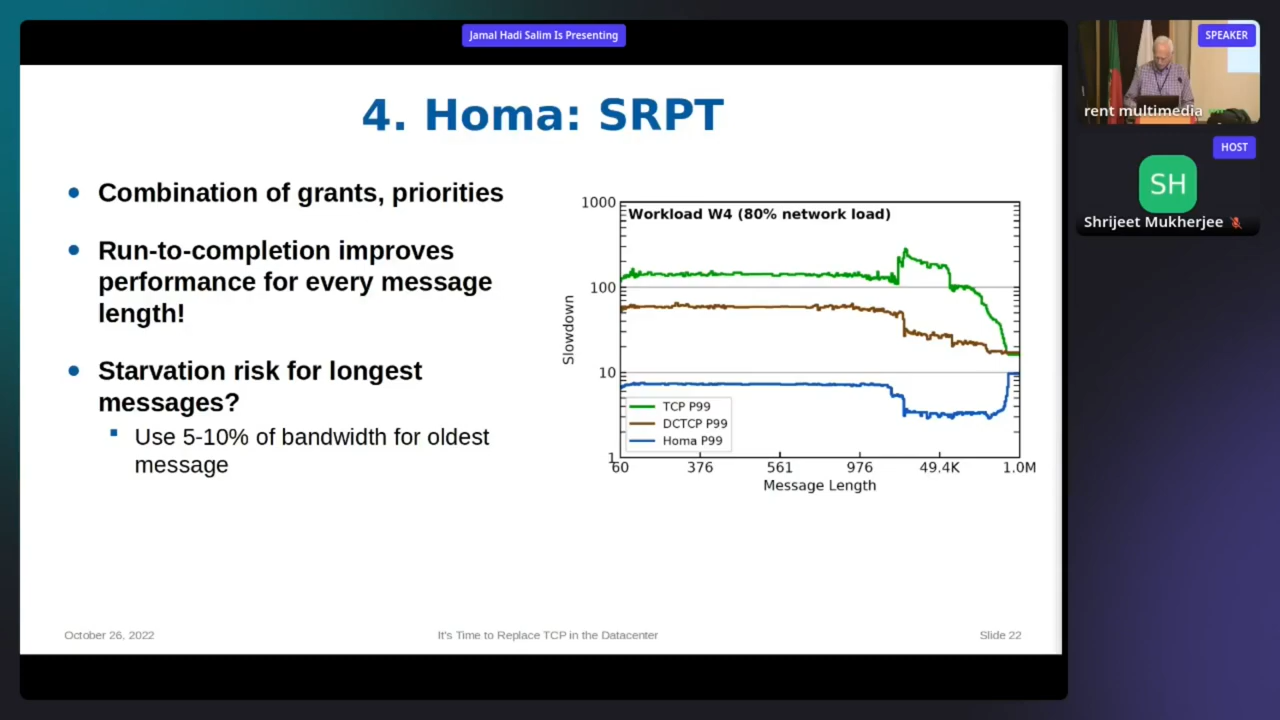 Jamal Hadi Salim Is Presenting
4. Homa: SRPT
Combination of grants, priorities
Run-to-completion improves
performance for every message
length!
Starvation risk for longest
messages?
Use 5-10% of bandwidth for oldest
message
Workload W4 (80% network load)
1000
100
10
1
Slowdown
TCP P99
DCTCP P99
Homa P99
60 376 561 976 49.4K 1.0M
Message Length
October 26, 2022 It's Time to Replace TCP in the Datacenter Slide 22
SPEAKER
rent multimedia
HOST
SH
Shrijeet Mukherjee